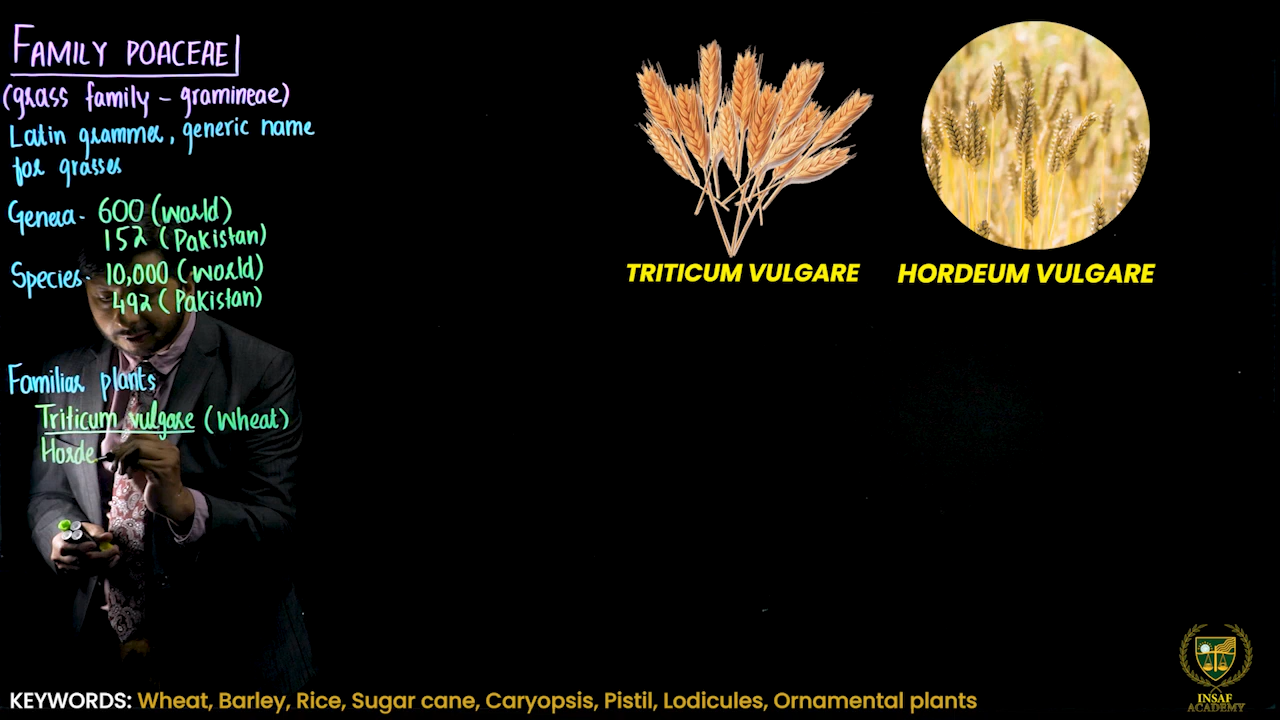 FAMILY POACEAE
(grass family - gramineae)
Latin grammer, generic name
for grasses
Genera- 600 (world)
152 (Pakistan)
Species- 10,000 (world)
492 (Pakistan)
Familiar plants
Triticum vulgare (Wheat)
Horde
TRITICUM VULGARE
HORDEUM VULGARE
KEYWORDS: Wheat, Barley, Rice, Sugar cane, Caryopsis, Pistil, Lodicules, Ornamental plants
INSAF
ACADEMY